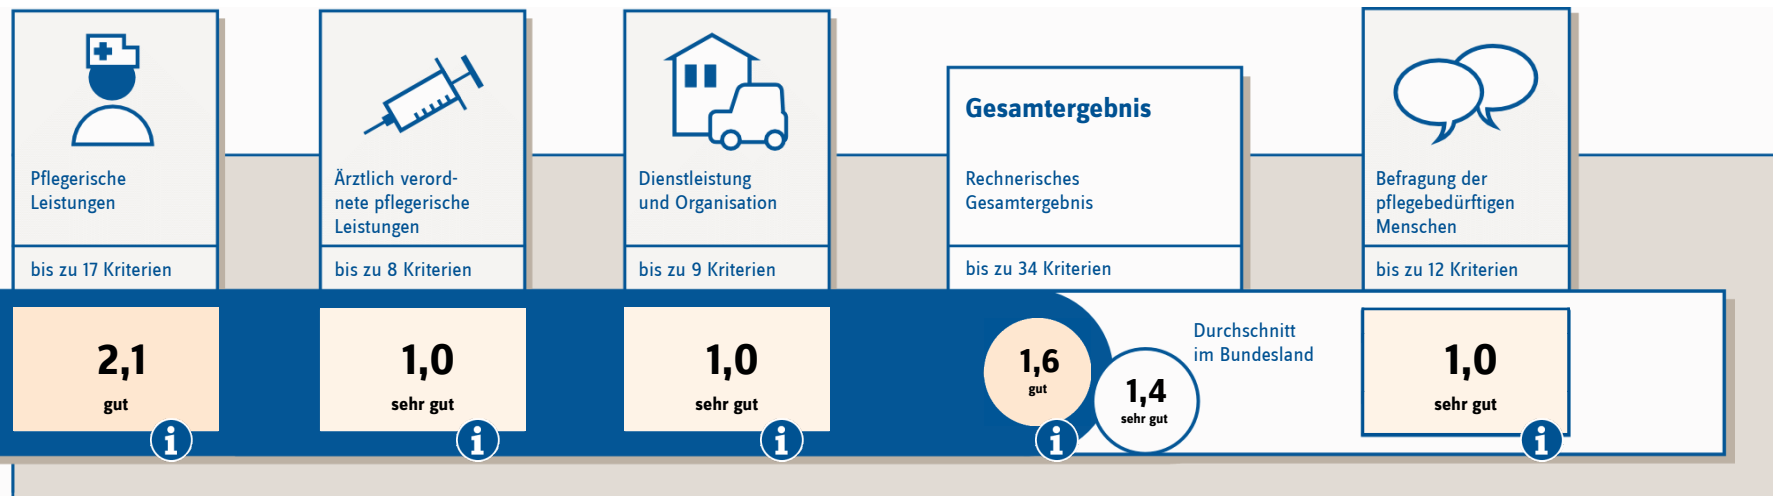 Pflegerische
Leistungen
bis zu 17 Kriterien
2,1
gut
i
Ärztlich verord-
nete pflegerische
Leistungen
bis zu 8 Kriterien
1,0
sehr gut
i
Dienstleistung
und Organisation
bis zu 9 Kriterien
1,0
sehr gut
i
Gesamtergebnis
Rechnerisches
Gesamtergebnis
bis zu 34 Kriterien
1,6
gut
i
1,4
sehr gut
Durchschnitt
im Bundesland
Befragung der
pflegebedürftigen
Menschen
bis zu 12 Kriterien
1,0
sehr gut
i